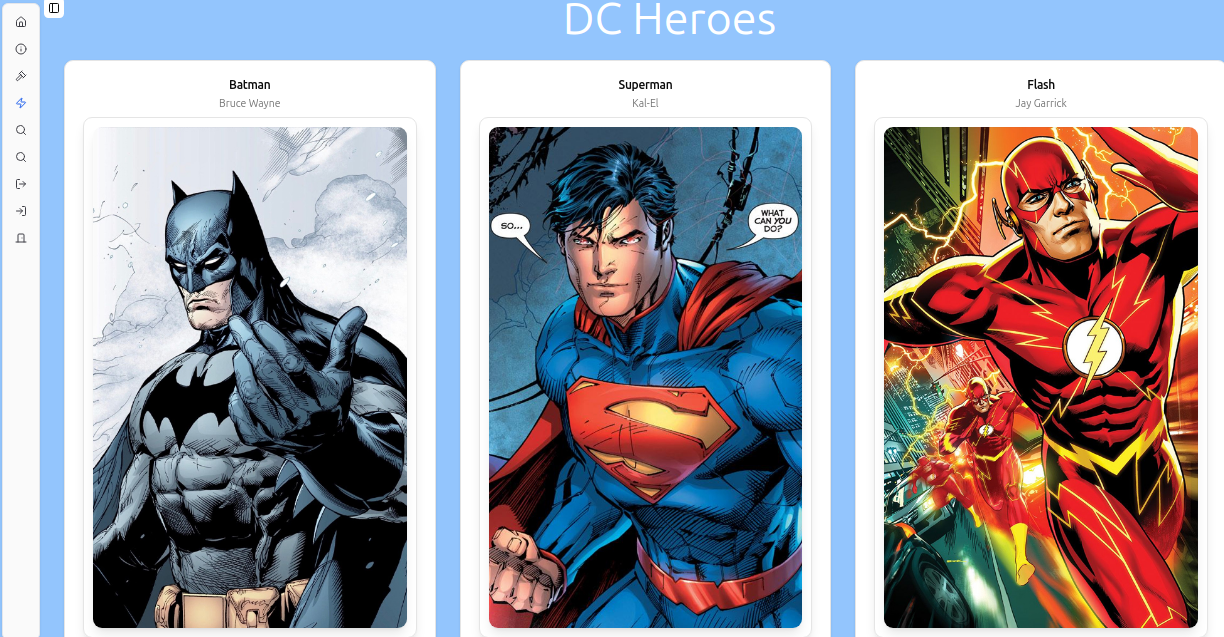 DC Heroes
Batman
Bruce Wayne
SO...
Superman
Kal-El
WHAT
CAN YOU
DO?
Flash
Jay Garrick